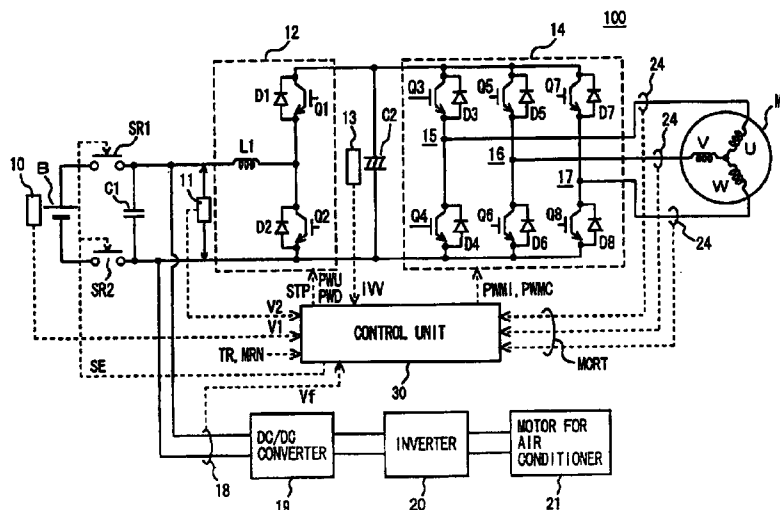 100
12
14
24
M
SR1
D1
Q1
Q3
Q5
Q7
D3
D5
D7
10
B
L1
13
C2
15
24
V
U
C1
11
16
W
17
D2
Q2
Q4
Q6
Q8
D4
D6
D8
24
SR2
STP
PWU
PWD
IVV
PWMI, PWMC
V2
V1
CONTROL UNIT
TR, MRN
MCRT
SE
Vf
30
DC/DC
CONVERTER
INVERTER
MOTOR FOR
AIR
CONDITIONER
18
19
20
21